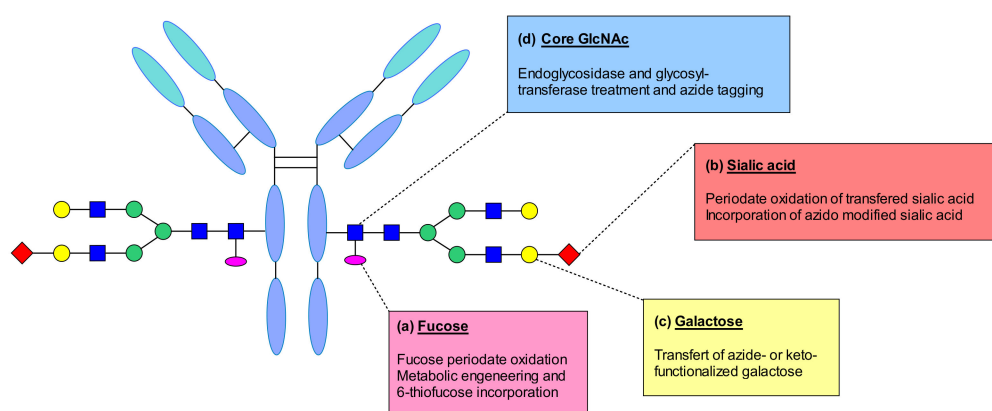 (d) Core GlcNAc
Endoglycosidase and glycosyl-
transferase treatment and azide tagging
(b) Sialic acid
Periodate oxidation of transfered sialic acid
Incorporation of azido modified sialic acid
(a) Fucose
Fucose periodate oxidation
Metabolic engeneering and
6-thiofucose incorporation
(c) Galactose
Transfert of azide- or keto-
functionalized galactose